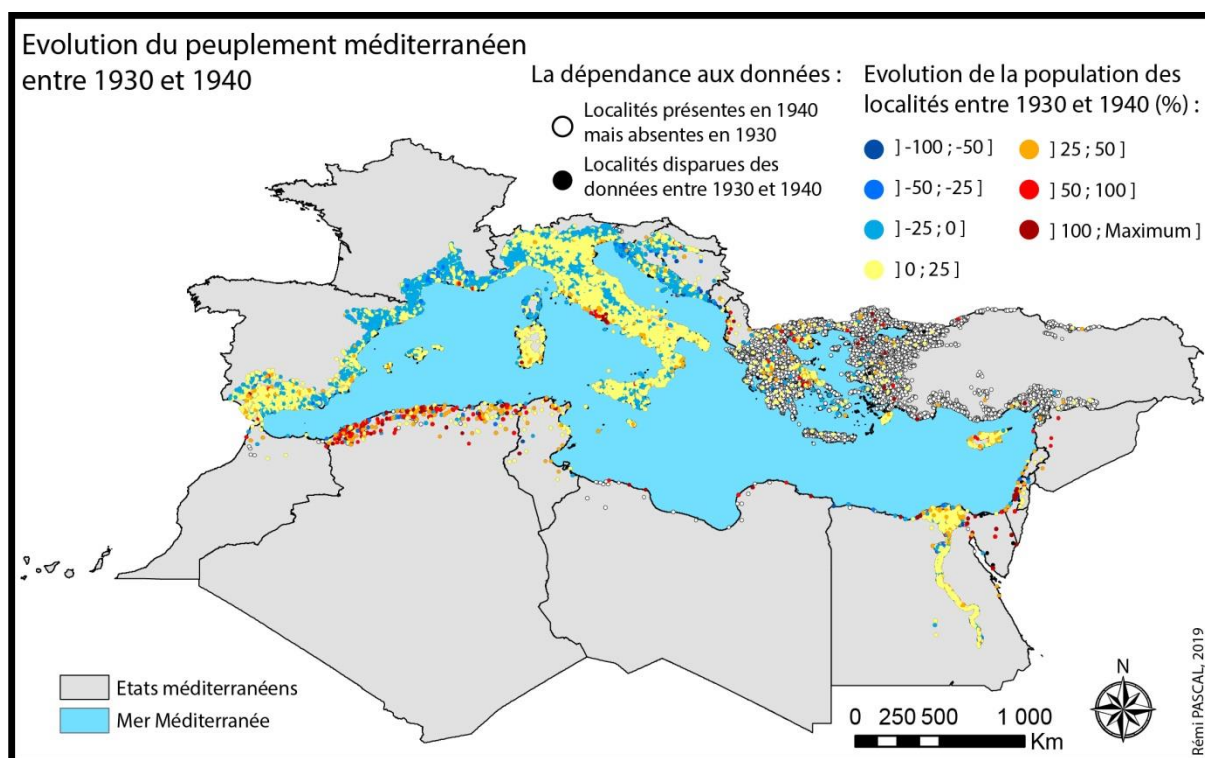 Evolution du peuplement méditerranéen
entre 1930 et 1940
La dépendance aux données :
Localités présentes en 1940
mais absentes en 1930
Localités disparues des
données entre 1930 et 1940
Evolution de la population des
localités entre 1930 et 1940 (%) :
] -100 ; -50 ]
] -50 ; -25 ]
] -25 ; 0 ]
] 0 ; 25 ]
] 25 ; 50 ]
] 50 ; 100 ]
] 100 ; Maximum ]
Etats méditerranéens
Mer Méditerranée
N
0 250 500 1 000
Km
Rémi PASCAL, 2019